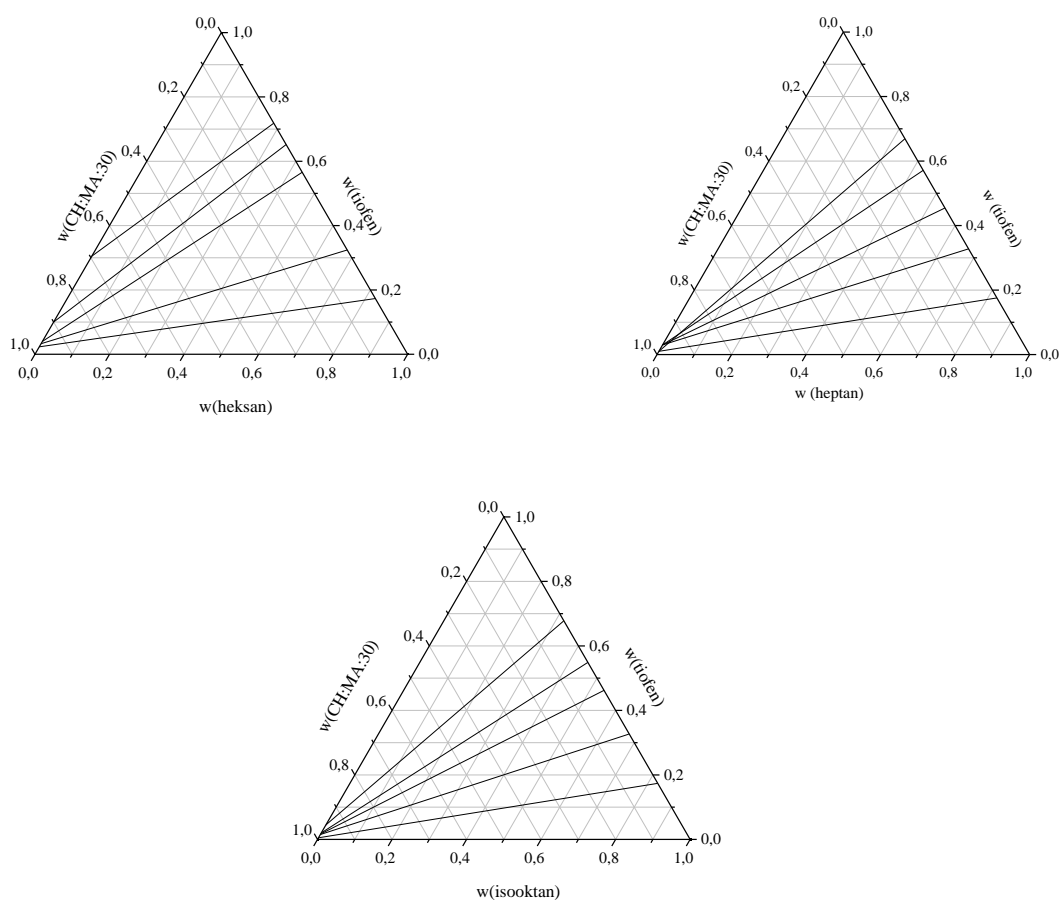 0,0 1,0
0,2 0,8
0,4 0,6
w(CH:MA:30) w(tiofen)
0,6 0,4
0,8 0,2
1,0 0,0
0,0 0,2 0,4 0,6 0,8 1,0
w(heksan)
0,0 1,0
0,2 0,8
0,4 0,6
w(CH:MA:30) w (tiofen)
0,6 0,4
0,8 0,2
1,0 0,0
0,0 0,2 0,4 0,6 0,8 1,0
w (heptan)
0,0 1,0
0,2 0,8
0,4 0,6
w(CH:MA:30) w(tiofen)
0,6 0,4
0,8 0,2
1,0 0,0
0,0 0,2 0,4 0,6 0,8 1,0
w(isooktan)